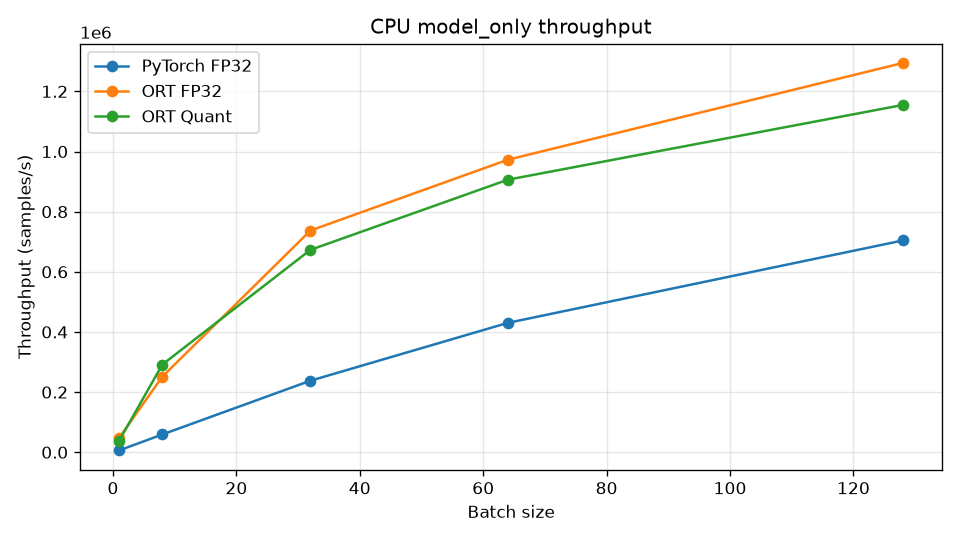 CPU model_only throughput
1e6
PyTorch FP32
ORT FP32
ORT Quant
Throughput (samples/s)
1.2
1.0
0.8
0.6
0.4
0.2
0.0
0 20 40 60 80 100 120
Batch size